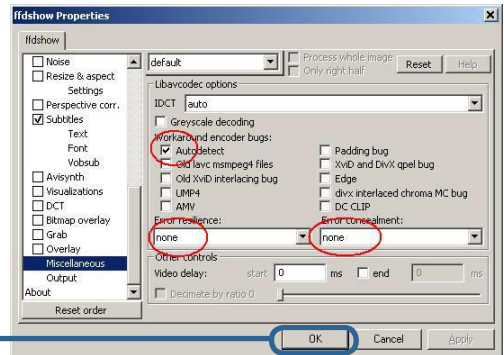 ffdshow Properties
ffdshow
Noise
Resize & aspect
Settings
Perspective corr.
Subtitles
Text
Font
Vobsub
Avisynth
Visualizations
DCT
Bitmap overlay
Grab
Overlay
Miscellaneous
Output
About
Reset order
default
Process whole image
Only right half
Reset
Help
Libavcodec options
IDCT auto
Greyscale decoding
Workaround encoder bugs:
Autodetect
Padding bug
Old lavc msmpeg4 files
XviD and DivX qpel bug
Old XviD interlacing bug
Edge
UMP4
divx interlaced chroma MC bug
AMV
DC CLIP
Error resilience:
Error concealment:
none
none
Other controls
Video delay: start 0 ms end 0 ms
Decimate by ratio 0
OK
Cancel
Apply